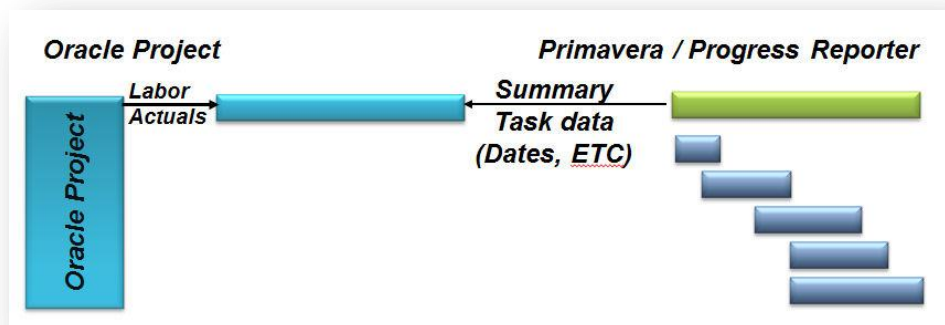 Oracle Project
Primavera / Progress Reporter
Labor
Actuals
Summary
Task data
(Dates, ETC)
Oracle Project